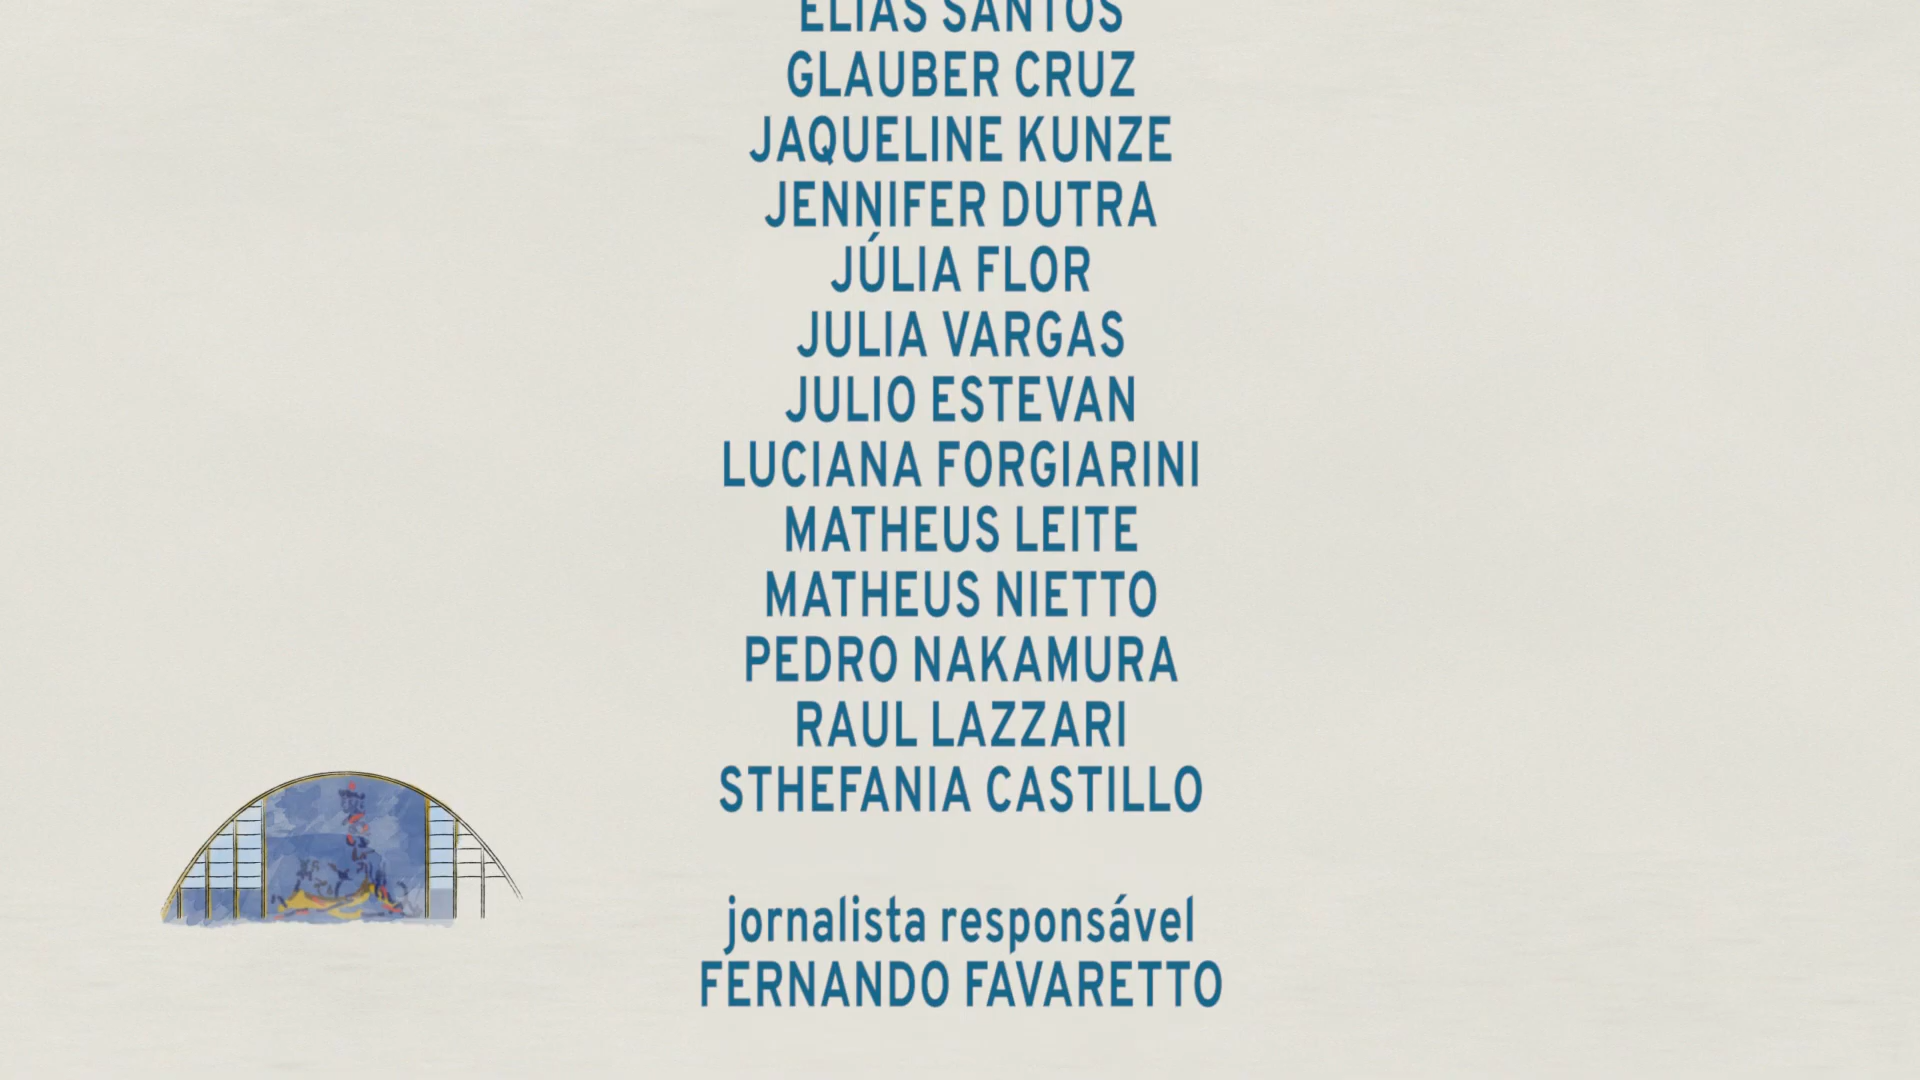 ELIAS SANTOS
GLAUBER CRUZ
JAQUELINE KUNZE
JENNIFER DUTRA
JÚLIA FLOR
JULIA VARGAS
JULIO ESTEVAN
LUCIANA FORGIARINI
MATHEUS LEITE
MATHEUS NIETTO
PEDRO NAKAMURA
RAUL LAZZARI
STHEFANIA CASTILLO
jornalista responsável
FERNANDO FAVARETTO